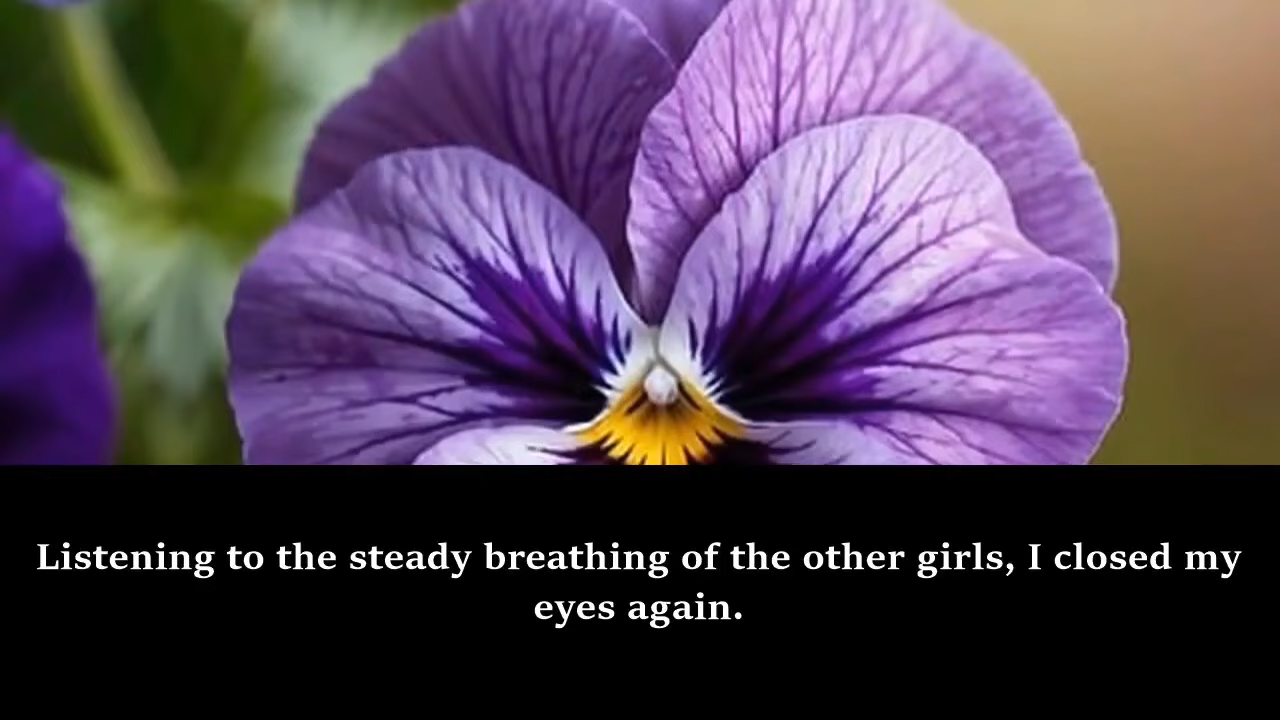 Listening to the steady breathing of the other girls, I closed my
eyes again.